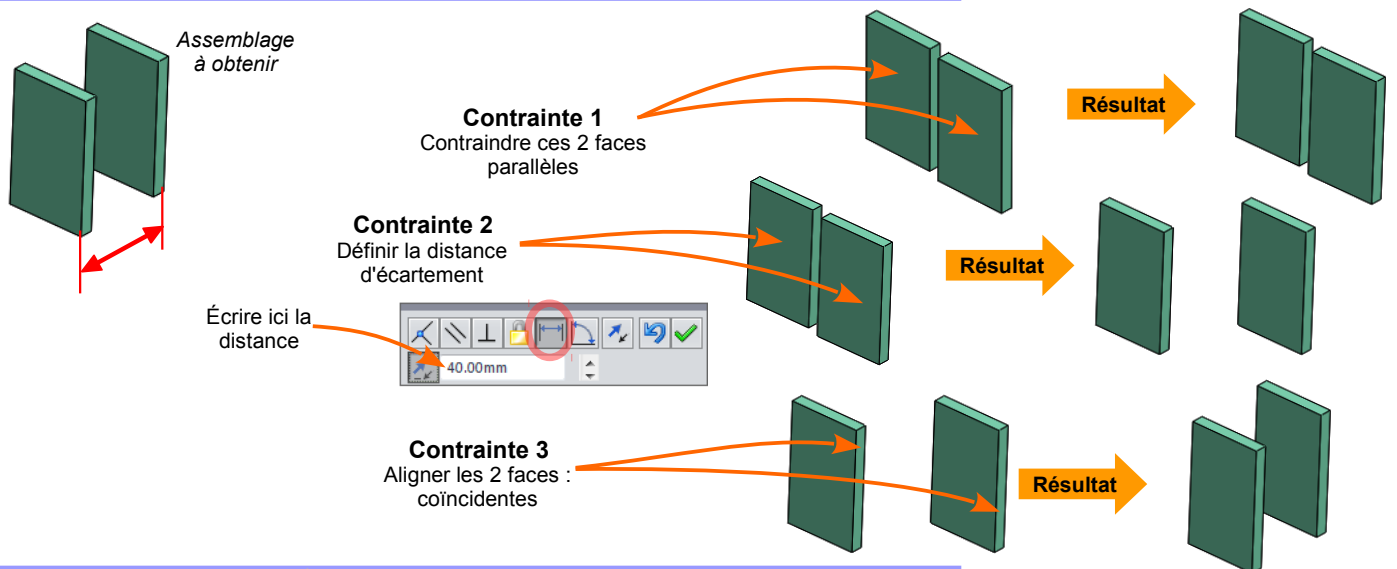 Assemblage
à obtenir
Contrainte 1
Contraindre ces 2 faces
parallèles
Résultat
Contrainte 2
Définir la distance
d'écartement
Résultat
Écrire ici la
distance
40.00mm
Contrainte 3
Aligner les 2 faces :
coïncidentes
Résultat